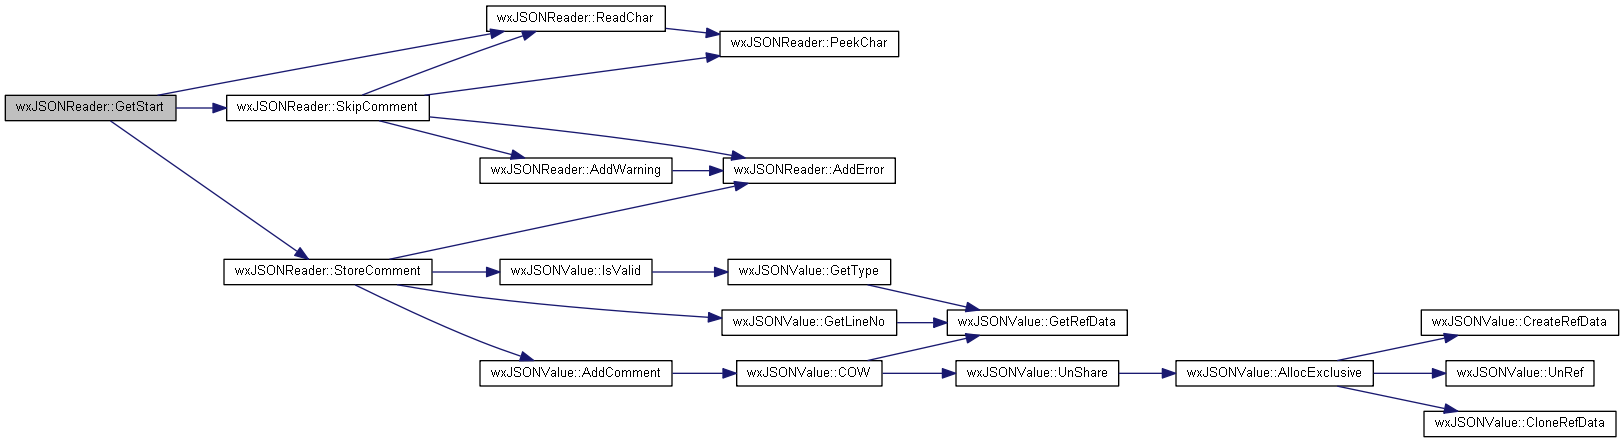 wxJSONReader::ReadChar
wxJSONReader::PeekChar
wxJSONReader::GetStart
wxJSONReader::SkipComment
wxJSONReader::AddWarning
wxJSONReader::AddError
wxJSONReader::StoreComment
wxJSONValue::IsValid
wxJSONValue::GetType
wxJSONValue::GetLineNo
wxJSONValue::GetRefData
wxJSONValue::CreateRefData
wxJSONValue::AddComment
wxJSONValue::COW
wxJSONValue::UnShare
wxJSONValue::AllocExclusive
wxJSONValue::UnRef
wxJSONValue::CloneRefData